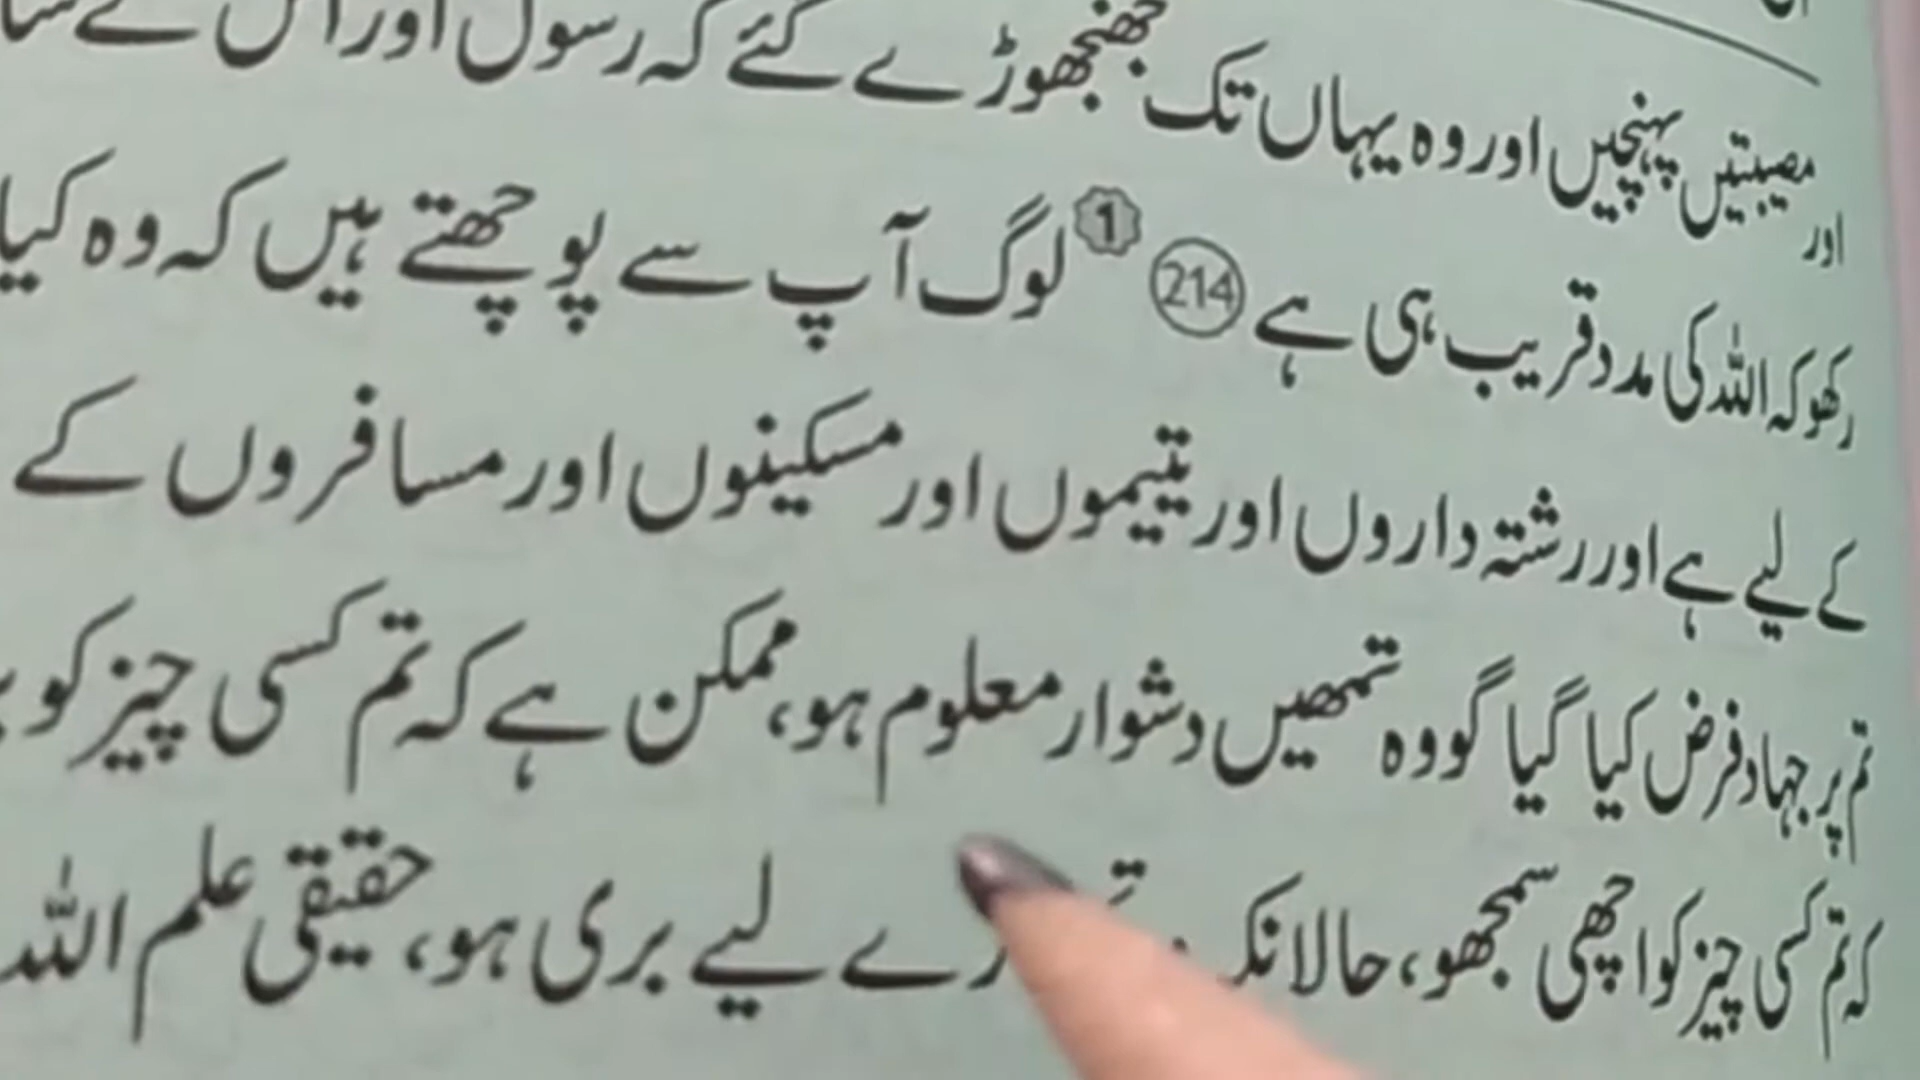 مصیبتیں پہنچیں اور وہ یہاں تک جھنجھوڑے گئے کہ رسول اور اس کے
اور
رکھو کہ اللہ کی مدد قریب ہی ہے 214 1 لوگ آپ سے پوچھتے ہیں کہ وہ کیا
کے لیے ہے اور رشتہ داروں اور یتیموں اور مسکینوں اور مسافروں کے
تم پر جہاد فرض کیا گیا گو وہ تمھیں دشوار معلوم ہو، ممکن ہے کہ تم کسی چیز کو
کہ تم کسی چیز کو اچھی سمجھو، حالانکہ لیے بری ہو، حقیقی علم اللہ